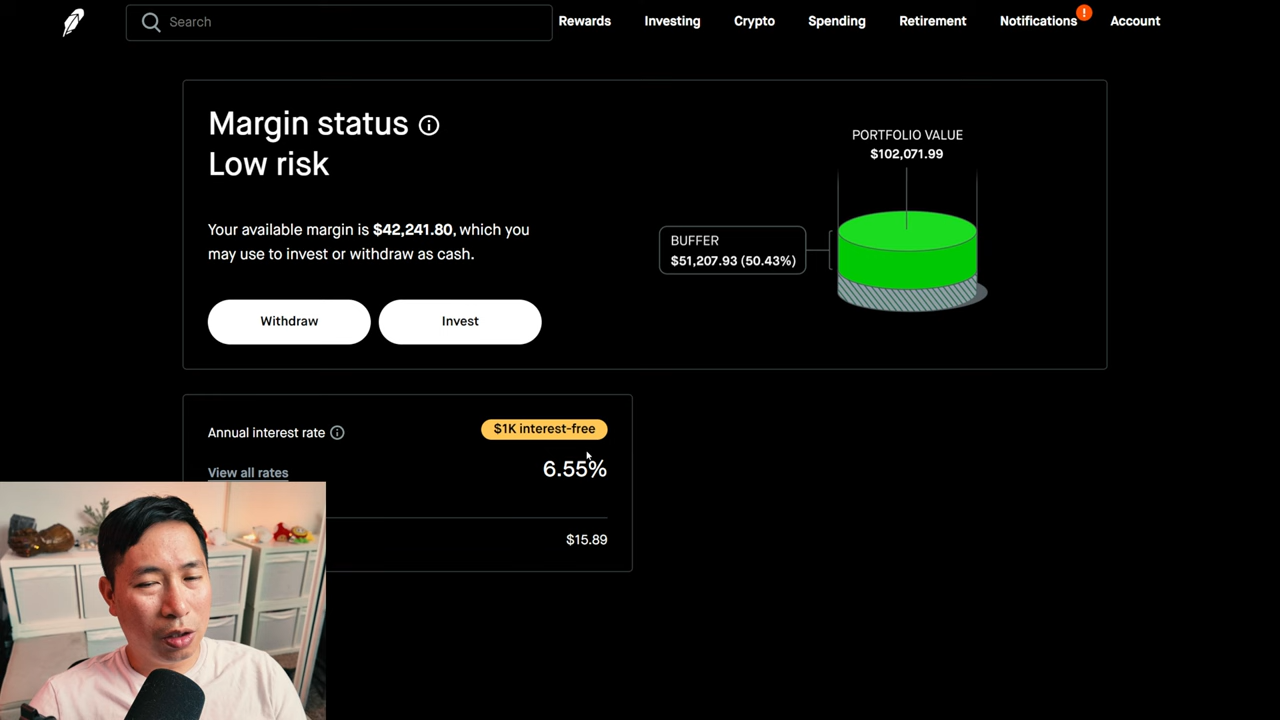 Search
Rewards
Investing
Crypto
Spending
Retirement
Notifications
!
Account
Margin status
Low risk
Your available margin is $42,241.80, which you
may use to invest or withdraw as cash.
Withdraw
Invest
PORTFOLIO VALUE
$102,071.99
BUFFER
$51,207.93 (50.43%)
Annual interest rate
$1K interest-free
View all rates
6.55%
$15.89